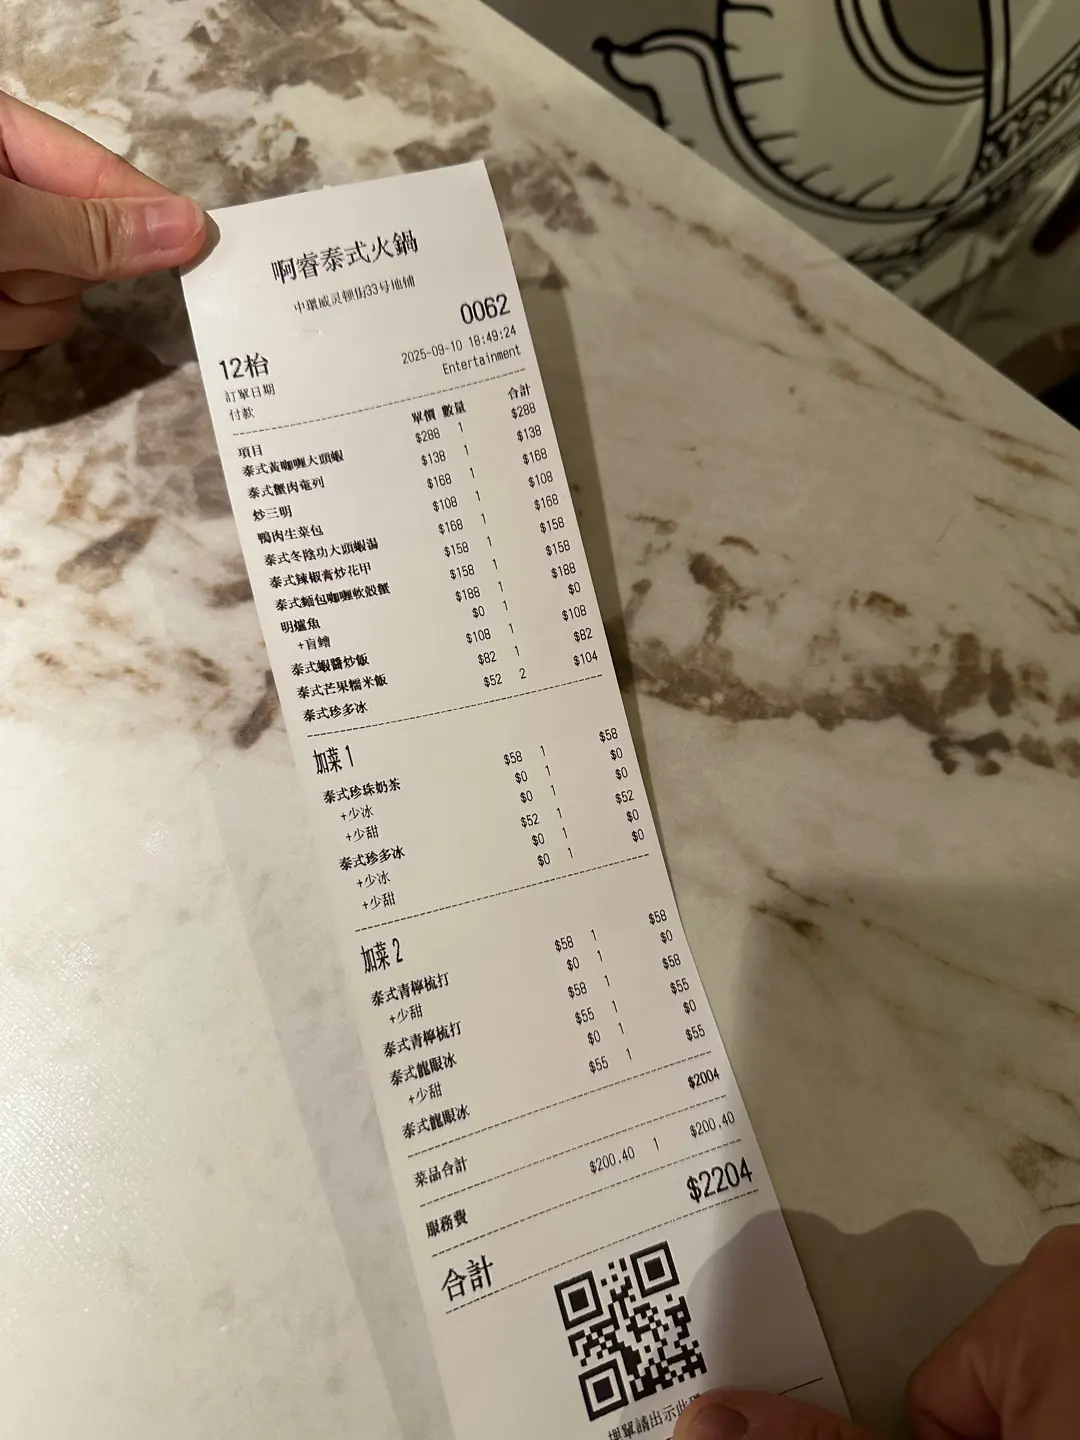 啊睿泰式火鍋
中環威灵顿街33号地铺
12枱 0062
訂單日期 2025-09-10 18:49:24
付款 Entertainment
項目 單價 數量 合計
泰式黃咖喱大頭蝦 $288 1 $288
泰式蟹肉奄列 $138 1 $138
炒三明 $168 1 $168
鴨肉生菜包 $108 1 $108
泰式冬陰功大頭蝦湯 $168 1 $168
泰式辣椒膏炒花甲 $158 1 $158
泰式麵包咖喱軟殼蟹 $158 1 $158
明爐魚 $188 1 $188
+盲鰽 $0 1 $0
泰式蝦醬炒飯 $108 1 $108
泰式芒果糯米飯 $82 1 $82
泰式珍多冰 $52 2 $104
加菜 1
泰式珍珠奶茶 $58 1 $58
+少冰 $0 1 $0
+少甜 $0 1 $0
泰式珍多冰 $52 1 $52
+少冰 $0 1 $0
+少甜 $0 1 $0
加菜 2
泰式青檸梳打 $58 1 $58
+少甜 $0 1 $0
泰式青檸梳打 $58 1 $58
泰式龍眼冰 $55 1 $55
+少甜 $0 1 $0
泰式龍眼冰 $55 1 $55
菜品合計 $2004
服務費 $200.40 1 $200.40
合計 $2204
埋單請出示此